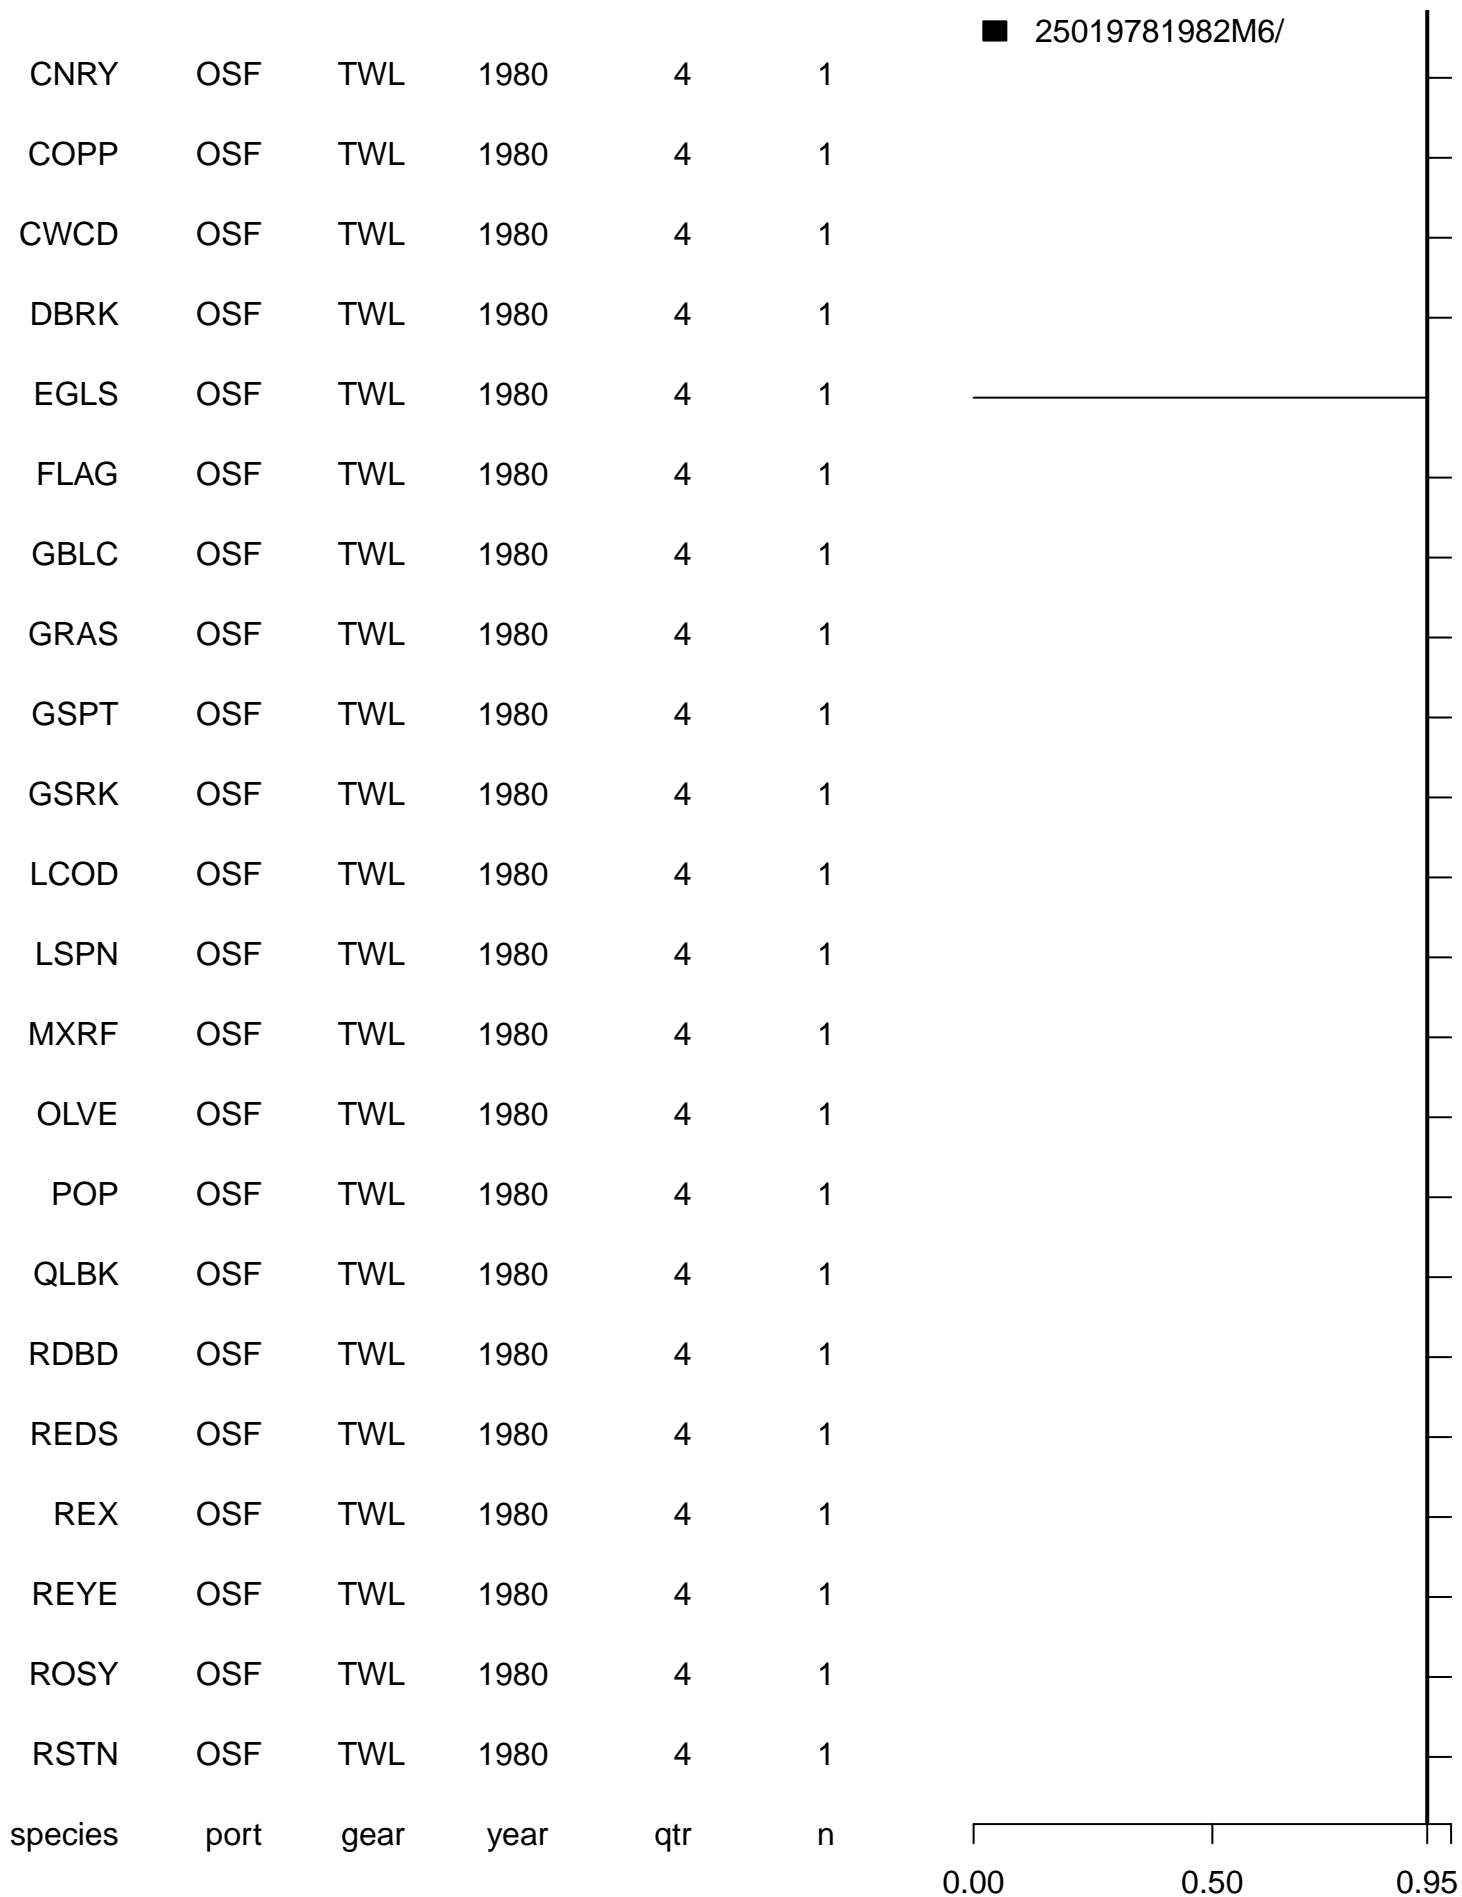 25019781982M6/
CNRY OSF TWL 1980 4 1
COPP OSF TWL 1980 4 1
CWCD OSF TWL 1980 4 1
DBRK OSF TWL 1980 4 1
EGLS OSF TWL 1980 4 1
FLAG OSF TWL 1980 4 1
GBLC OSF TWL 1980 4 1
GRAS OSF TWL 1980 4 1
GSPT OSF TWL 1980 4 1
GSRK OSF TWL 1980 4 1
LCOD OSF TWL 1980 4 1
LSPN OSF TWL 1980 4 1
MXRF OSF TWL 1980 4 1
OLVE OSF TWL 1980 4 1
POP OSF TWL 1980 4 1
QLBK OSF TWL 1980 4 1
RDBD OSF TWL 1980 4 1
REDS OSF TWL 1980 4 1
REX OSF TWL 1980 4 1
REYE OSF TWL 1980 4 1
ROSY OSF TWL 1980 4 1
RSTN OSF TWL 1980 4 1
species port gear year qtr n
0.00 0.50 0.95